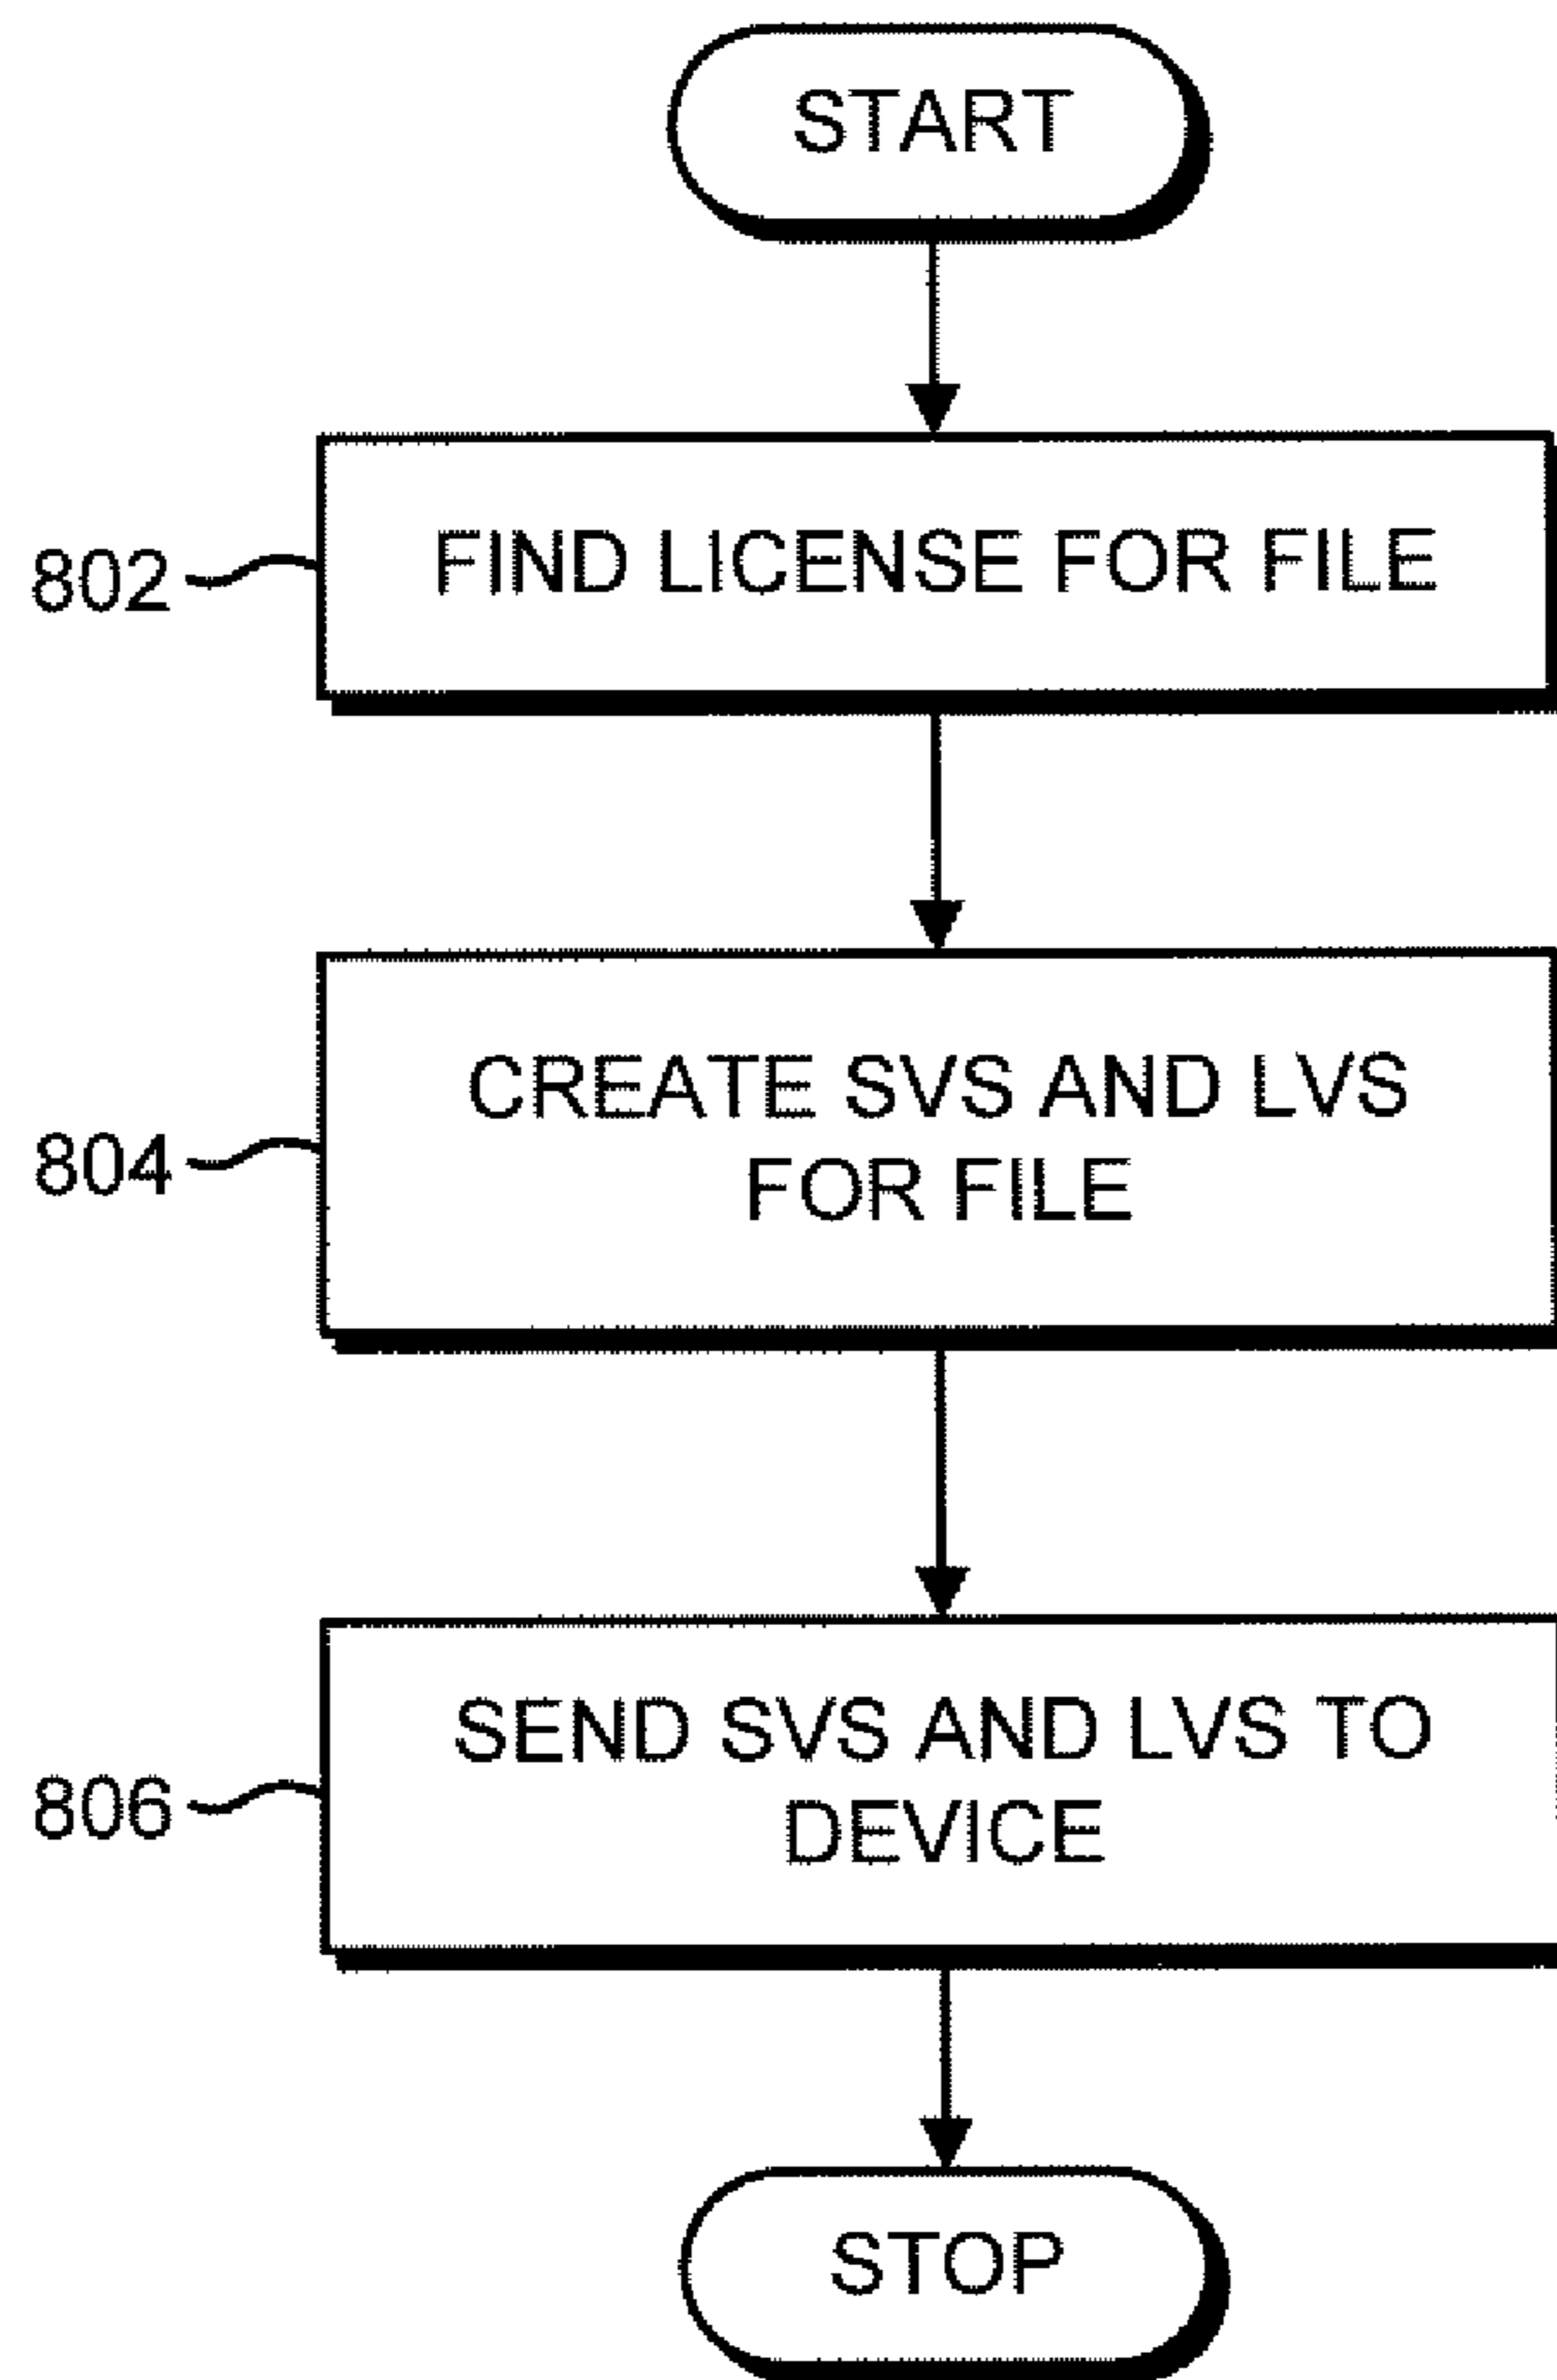 START
802
FIND LICENSE FOR FILE
804
CREATE SVS AND LVS
FOR FILE
806
SEND SVS AND LVS TO
DEVICE
STOP